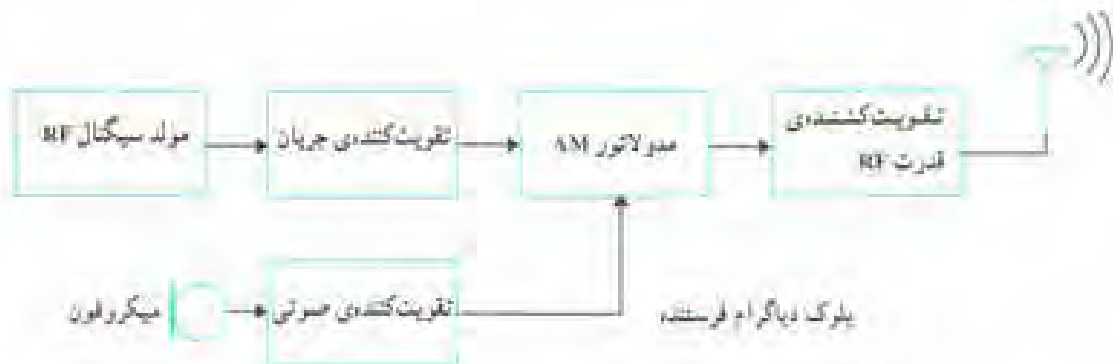 مولد سیگنال RF
تقویت‌کننده‌ی جریان
مدولاتور AM
تقویت‌کننده‌ی
قدرت RF
میکروفون
تقویت‌کننده‌ی صوتی
بلوک دیاگرام فرستنده